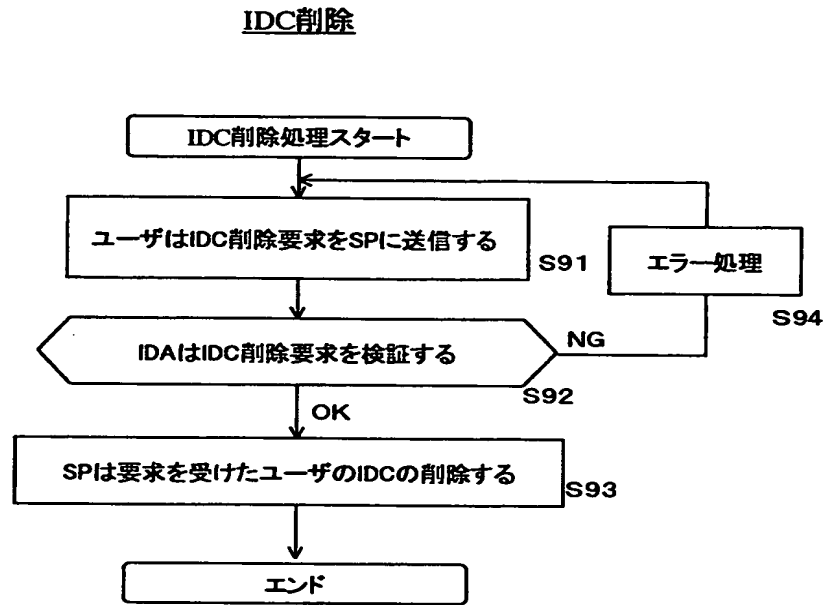 IDC削除
IDC削除処理スタート
ユーザはIDC削除要求をSPに送信する
S91
エラー処理
S94
IDAはIDC削除要求を検証する
NG
S92
OK
SPは要求を受けたユーザのIDCの削除する
S93
エンド